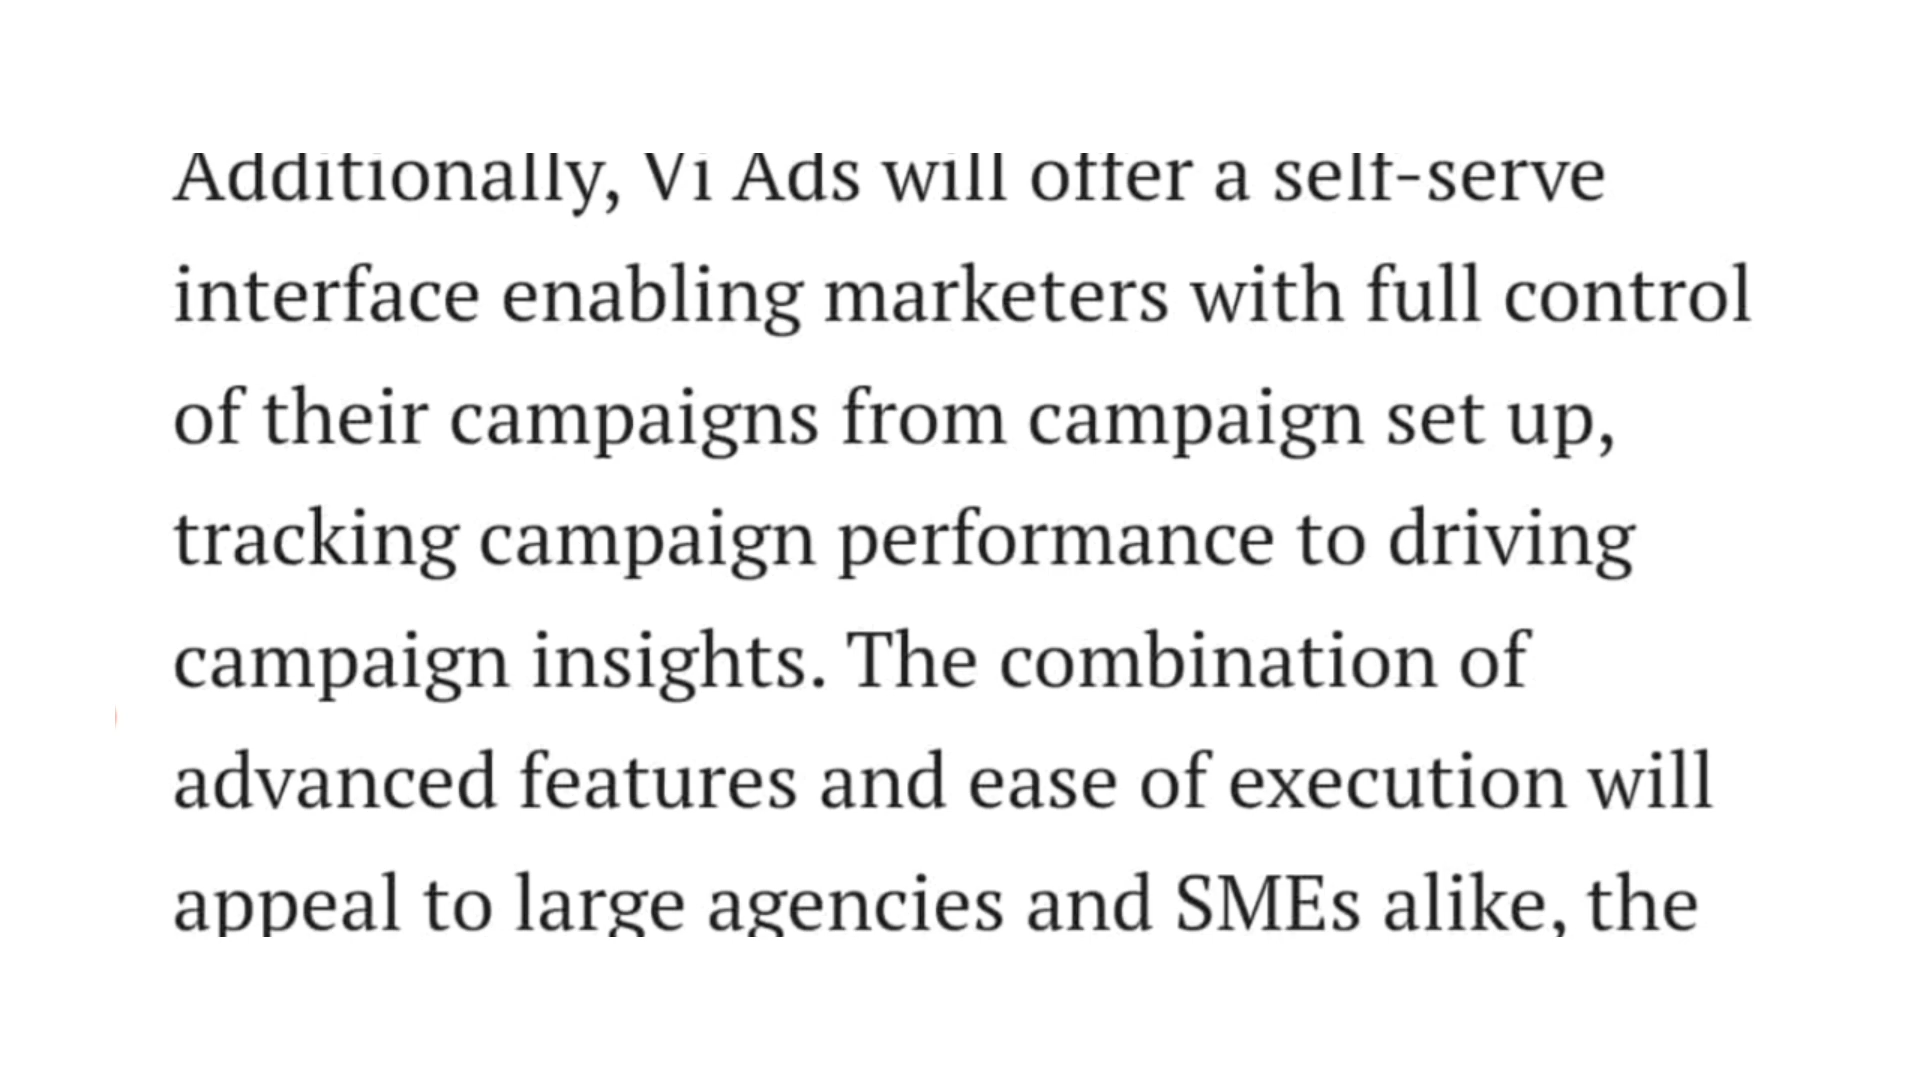 Additionally, Vi Ads will offer a self-serve
interface enabling marketers with full control
of their campaigns from campaign set up,
tracking campaign performance to driving
campaign insights. The combination of
advanced features and ease of execution will
appeal to large agencies and SMEs alike, the